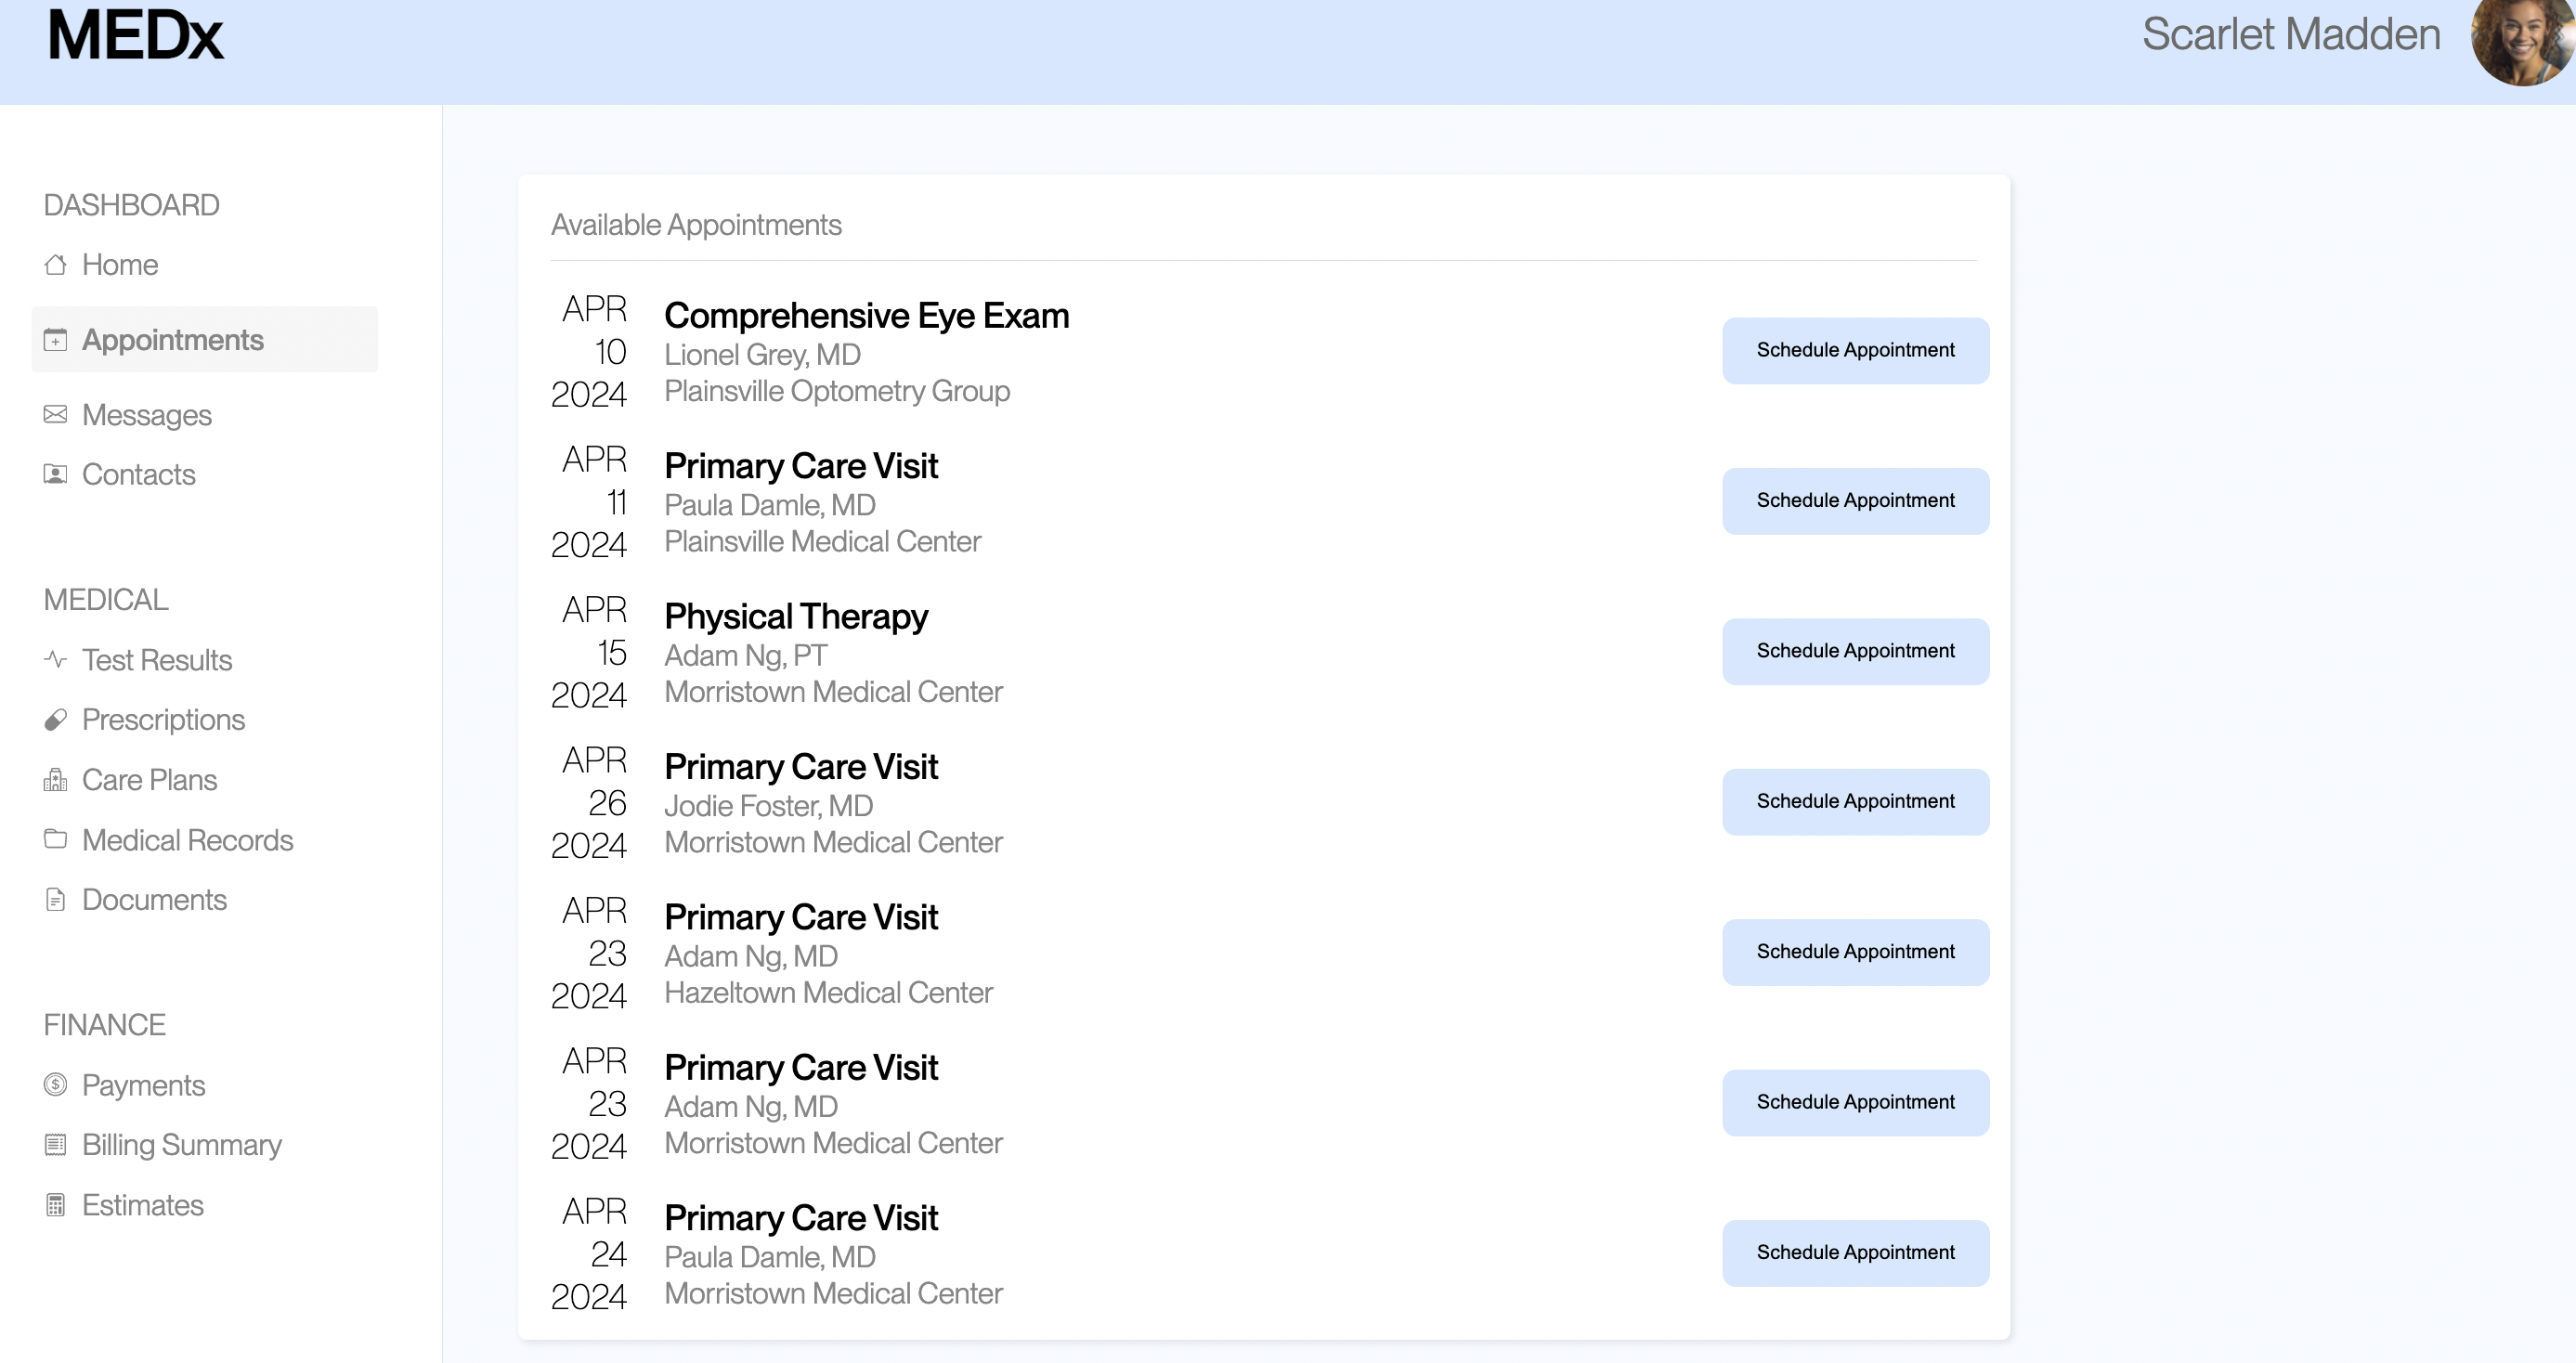 MEDx
Scarlet Madden
DASHBOARD
Home
Appointments
Messages
Contacts
MEDICAL
Test Results
Prescriptions
Care Plans
Medical Records
Documents
FINANCE
Payments
Billing Summary
Estimates
Available Appointments
APR
10
2024
Comprehensive Eye Exam
Lionel Grey, MD
Plainsville Optometry Group
Schedule Appointment
APR
11
2024
Primary Care Visit
Paula Damle, MD
Plainsville Medical Center
Schedule Appointment
APR
15
2024
Physical Therapy
Adam Ng, PT
Morristown Medical Center
Schedule Appointment
APR
26
2024
Primary Care Visit
Jodie Foster, MD
Morristown Medical Center
Schedule Appointment
APR
23
2024
Primary Care Visit
Adam Ng, MD
Hazeltown Medical Center
Schedule Appointment
APR
23
2024
Primary Care Visit
Adam Ng, MD
Morristown Medical Center
Schedule Appointment
APR
24
2024
Primary Care Visit
Paula Damle, MD
Morristown Medical Center
Schedule Appointment